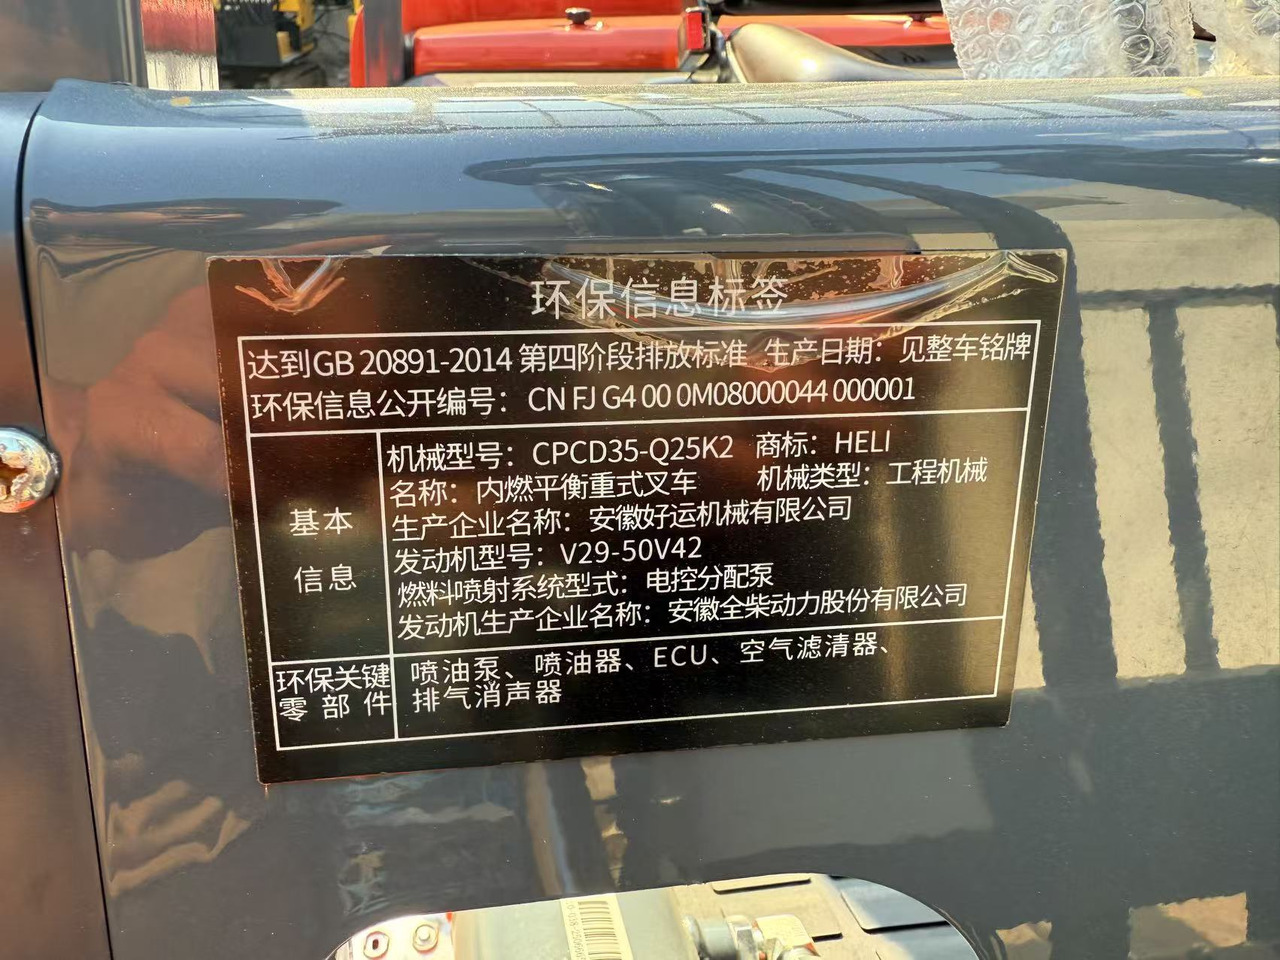 环保信息标签
达到GB 20891-2014 第四阶段排放标准 生产日期：见整车铭牌
环保信息公开编号：CN FJ G4 00 0M08000044 000001
基本
信息
机械型号：CPCD35-Q25K2 商标：HELI
名称：内燃平衡重式叉车 机械类型：工程机械
生产企业名称：安徽好运机械有限公司
发动机型号：V29-50V42
燃料喷射系统型式：电控分配泵
发动机生产企业名称：安徽全柴动力股份有限公司
环保关键
零部件
喷油泵、喷油器、ECU、空气滤清器、
排气消声器